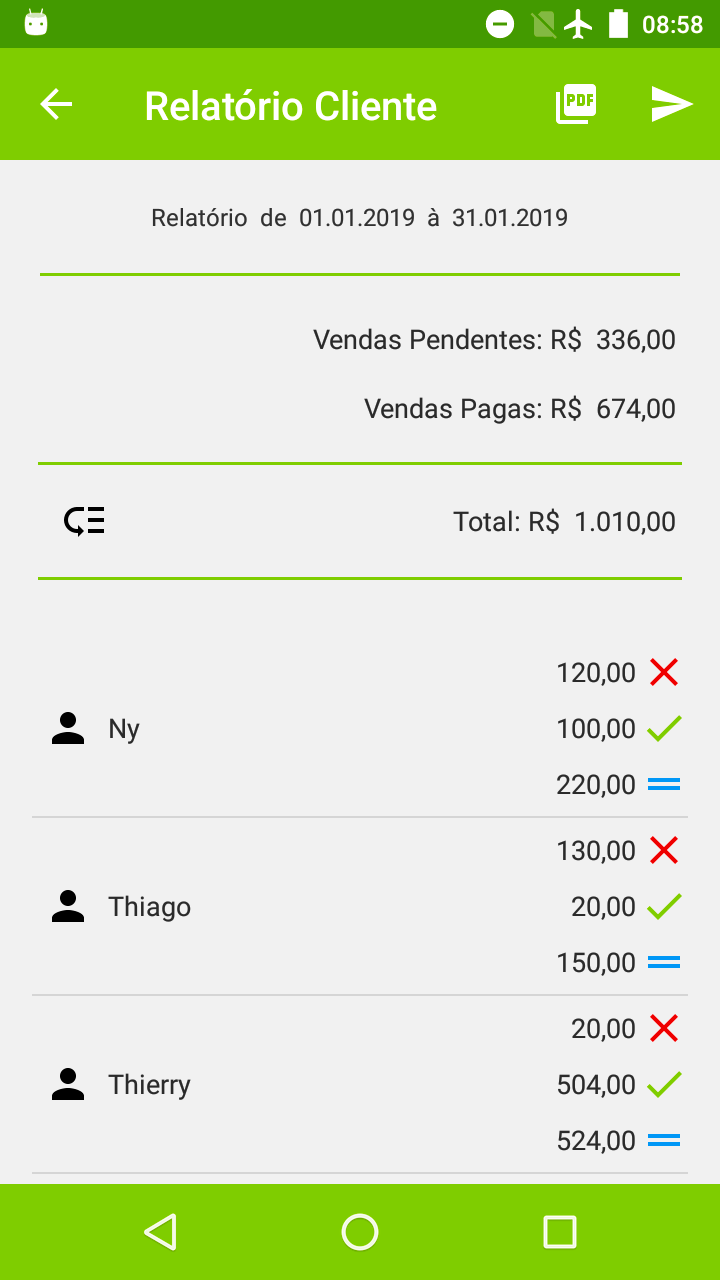 08:58
Relatório Cliente
PDF
Relatório de 01.01.2019 à 31.01.2019
Vendas Pendentes: R$ 336,00
Vendas Pagas: R$ 674,00
Total: R$ 1.010,00
120,00
Ny 100,00
220,00
130,00
Thiago 20,00
150,00
20,00
Thierry 504,00
524,00